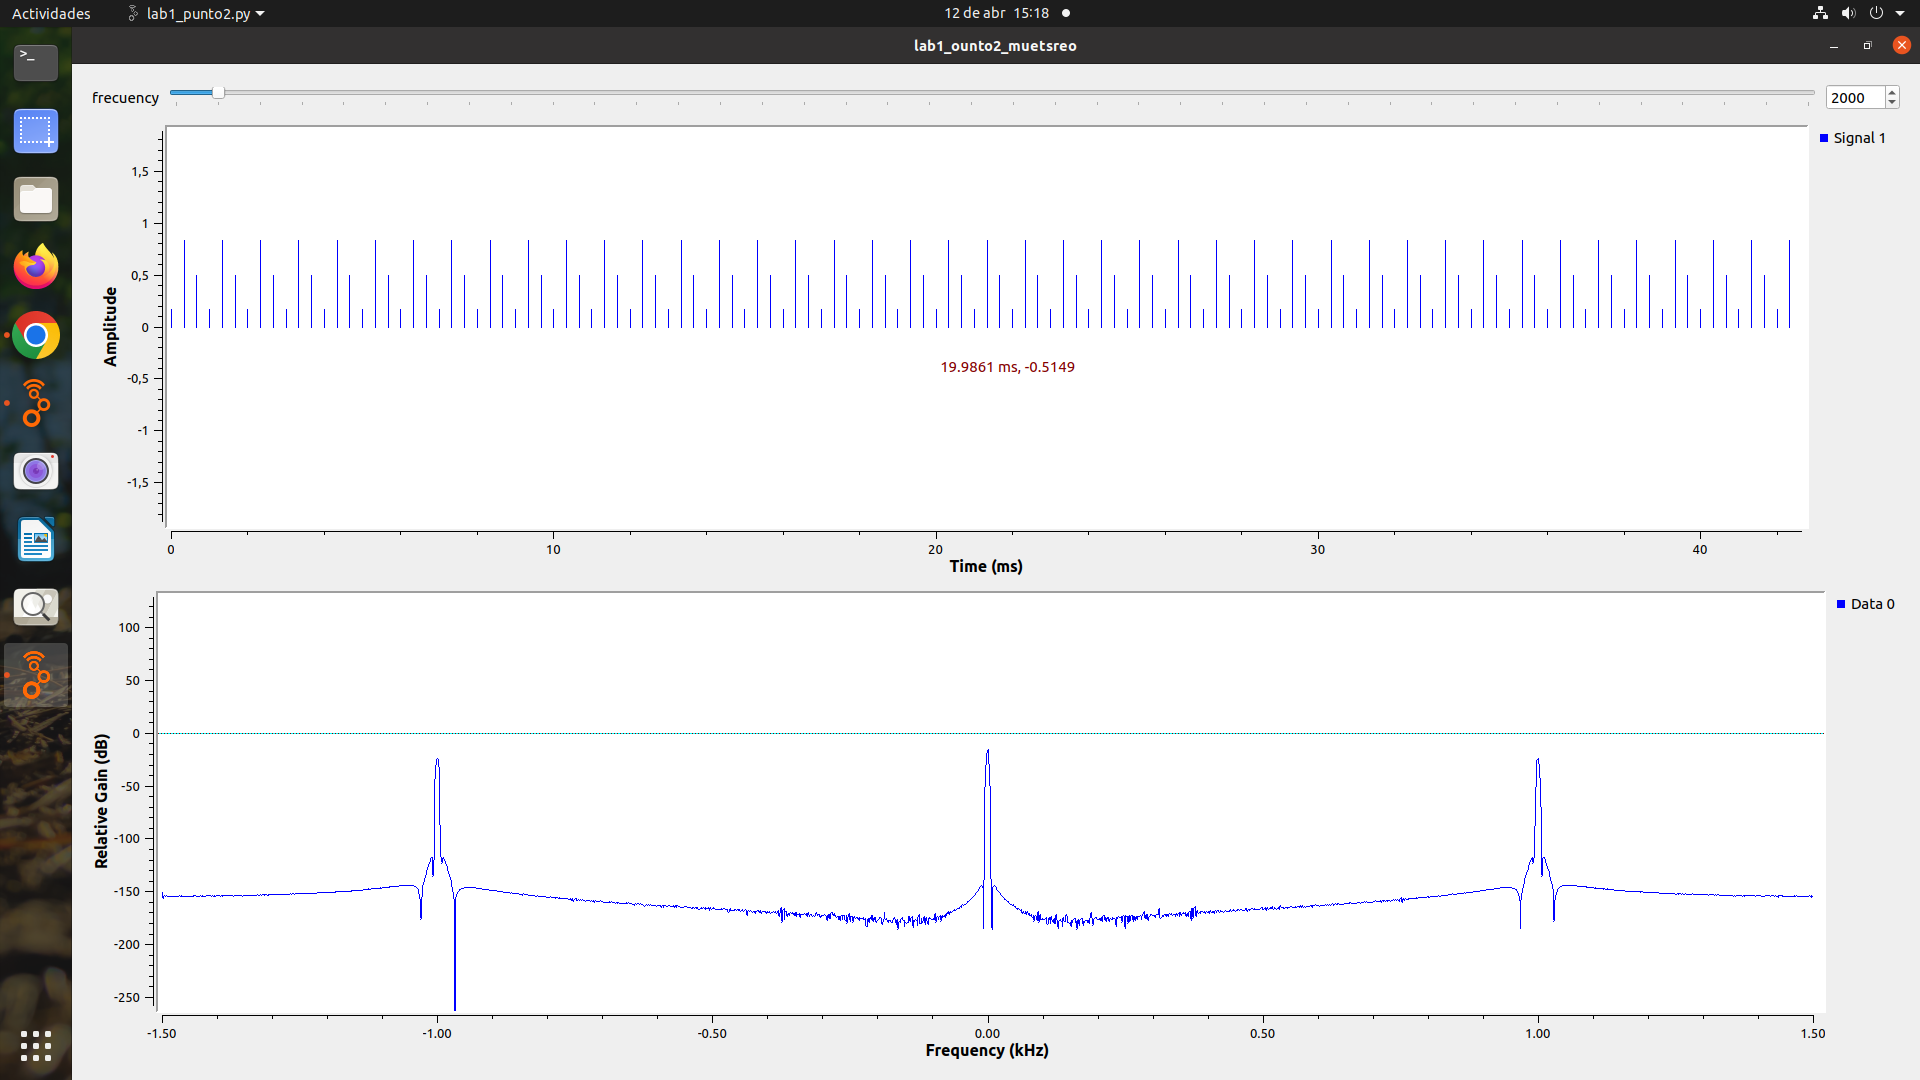 Actividades lab1_punto2.py 12 de abr 15:18
lab1_ounto2_muetsreo
frecuency 2000
Signal 1
1,5
1
0,5
0
-0,5
-1
-1,5
Amplitude
19.9861 ms, -0.5149
0 10 20 30 40
Time (ms)
Data 0
100
50
0
-50
-100
-150
-200
-250
Relative Gain (dB)
-1.50 -1.00 -0.50 0.00 0.50 1.00 1.50
Frequency (kHz)